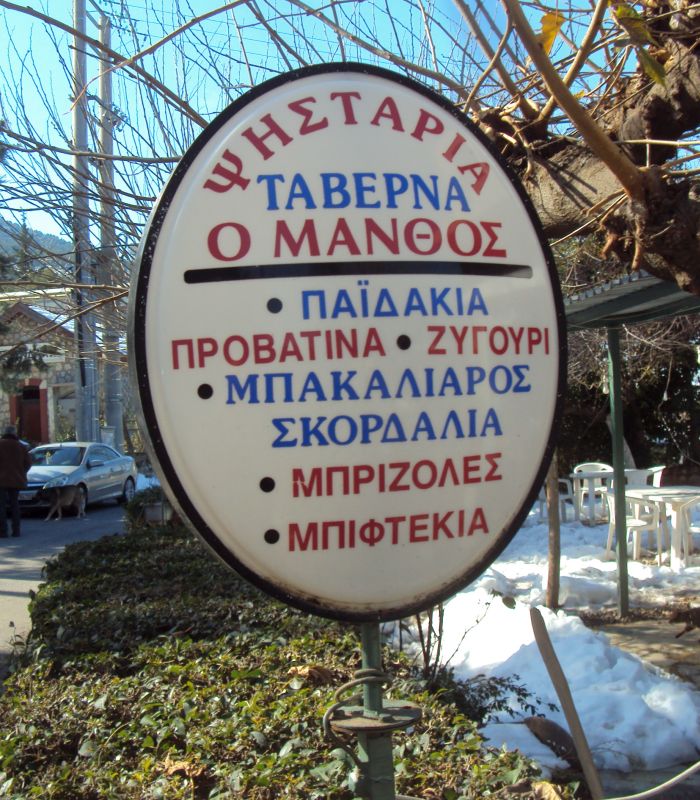 ΨΗΣΤΑΡΙΑ
ΤΑΒΕΡΝΑ
Ο ΜΑΝΘΟΣ
• ΠΑΪΔΑΚΙΑ
ΠΡΟΒΑΤΙΝΑ • ΖΥΓΟΥΡΙ
• ΜΠΑΚΑΛΙΑΡΟΣ
ΣΚΟΡΔΑΛΙΑ
• ΜΠΡΙΖΟΛΕΣ
• ΜΠΙΦΤΕΚΙΑ